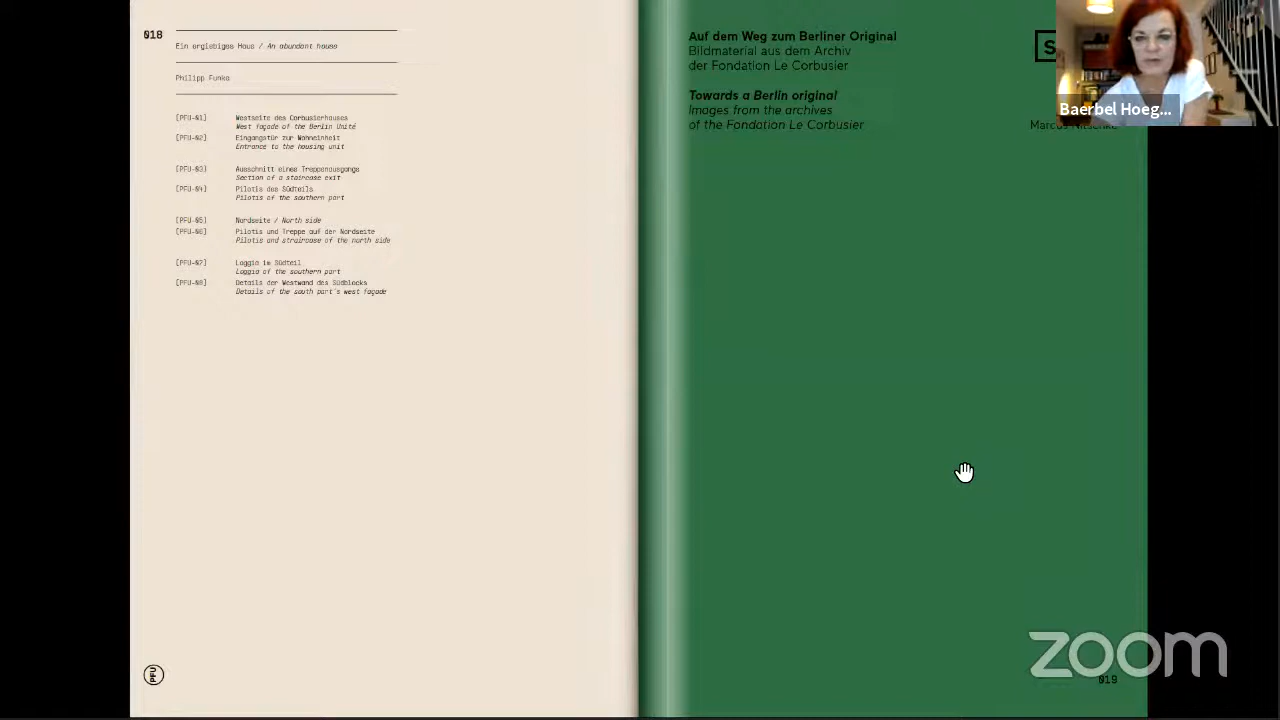 018
Ein ergiebiges Haus / An abundant house
Philipp Funke
[PFU-01] Westseite des Corbusierhauses
West façade of the Berlin Unité
[PFU-02] Eingangstür zur Wohneinheit
Entrance to the housing unit
[PFU-03] Ausschnitt eines Treppenausgangs
Section of a staircase exit
[PFU-04] Pilotis des Südteils
Pilotis of the southern part
[PFU-05] Nordseite / North side
[PFU-06] Pilotis und Treppe auf der Nordseite
Pilotis and straircase of the north side
[PFU-07] Loggia im Südteil
Loggia of the southern part
[PFU-08] Details der Westwand des Südblocks
Details of the south part's west façade
PFU
Auf dem Weg zum Berliner Original
Bildmaterial aus dem Archiv
der Fondation Le Corbusier
Towards a Berlin original
Images from the archives
of the Fondation Le Corbusier
S
Baerbel Hoeg...
Marcus Nitschke
zoom
019